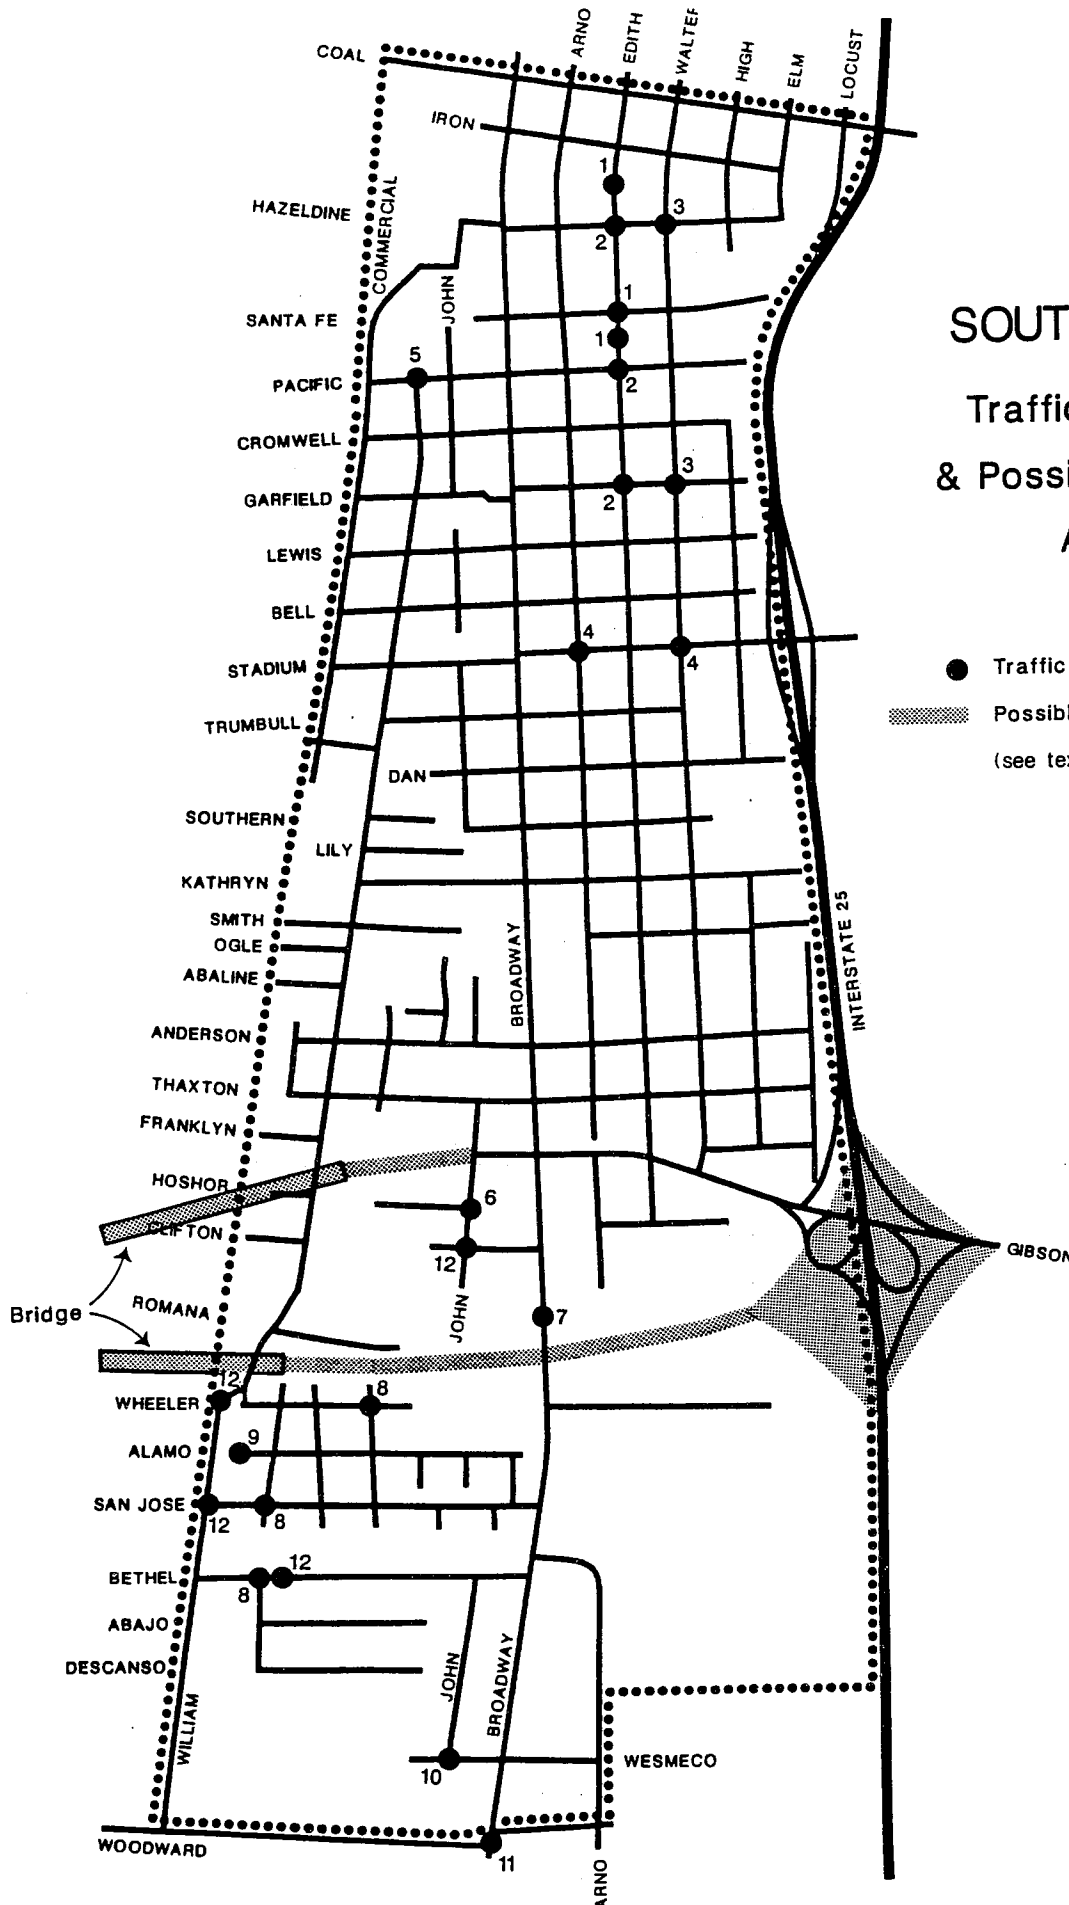 COAL
ARNO
EDITH
WALTER
HIGH
ELM
LOCUST
IRON
1
HAZELDINE
COMMERCIAL
3
2
JOHN
1
SANTA FE
1
SOUT
5
PACIFIC
2
Traffic
CROMWELL
3
& Possi
GARFIELD
2
A
LEWIS
BELL
4
STADIUM
4
Traffic
TRUMBULL
Possibl
DAN
(see tex
SOUTHERN
LILY
KATHRYN
SMITH
OGLE
BROADWAY
INTERSTATE 25
ABALINE
ANDERSON
THAXTON
FRANKLYN
HOSHOR
6
CLIFTON
12
GIBSON
ROMANA
Bridge
JOHN
7
12
8
WHEELER
9
ALAMO
SAN JOSE
12
8
12
BETHEL
8
ABAJO
DESCANSO
JOHN
BROADWAY
WILLIAM
10
WESMECO
WOODWARD
11
ARNO